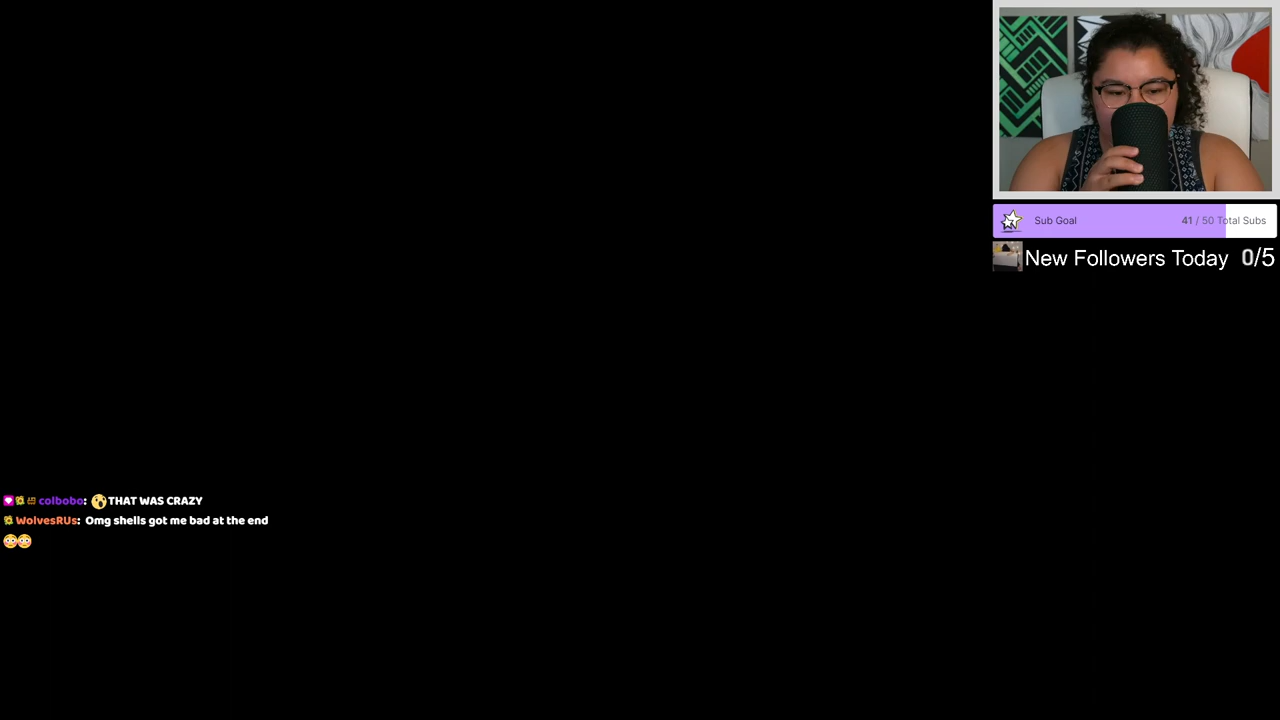 Sub Goal
41 / 50 Total Subs
New Followers Today 0/5
colbobo: 😮THAT WAS CRAZY
WolvesRUs: Omg shells got me bad at the end
😳😳